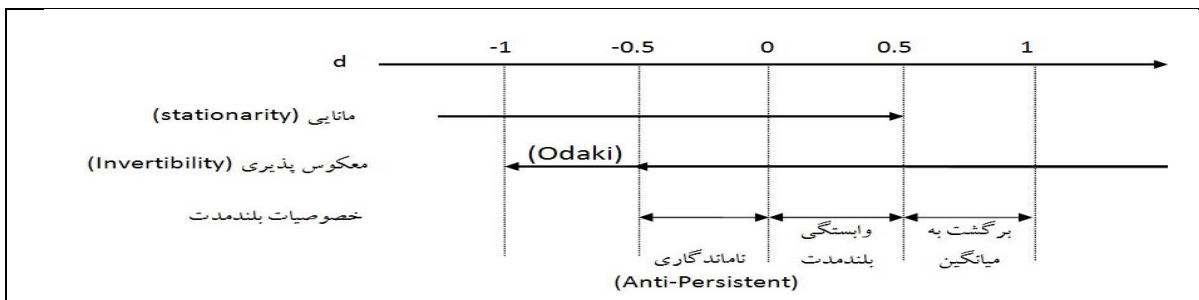 -1 -0.5 0 0.5 1
d
مانایی (stationarity)
(Odaki)
معکوس پذیری (Invertibility)
خصوصیات بلندمدت
وابستگی
برگشت به
ناماندگاری
بلندمدت
میانگین
(Anti-Persistent)